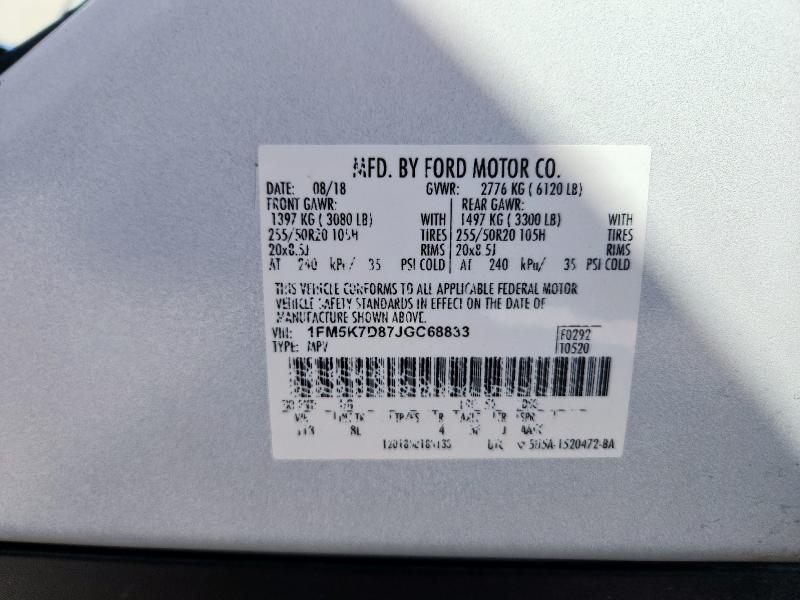 MFD. BY FORD MOTOR CO.
DATE: 08/18 GVWR: 2776 KG ( 6120 LB)
FRONT GAWR: REAR GAWR:
1397 KG ( 3080 LB) WITH 1497 KG ( 3300 LB) WITH
255/50R20 105H TIRES 255/50R20 105H TIRES
20x8.5J RIMS 20x8.5J RIMS
AT 240 kPa/ 35 PSI COLD AT 240 kPa/ 35 PSI COLD
THIS VEHICLE CONFORMS TO ALL APPLICABLE FEDERAL MOTOR
VEHICLE SAFETY STANDARDS IN EFFECT ON THE DATE OF
MANUFACTURE SHOWN ABOVE.
VIN: 1FM5K7D87JGC68833 F0292
TYPE: MPV T0520